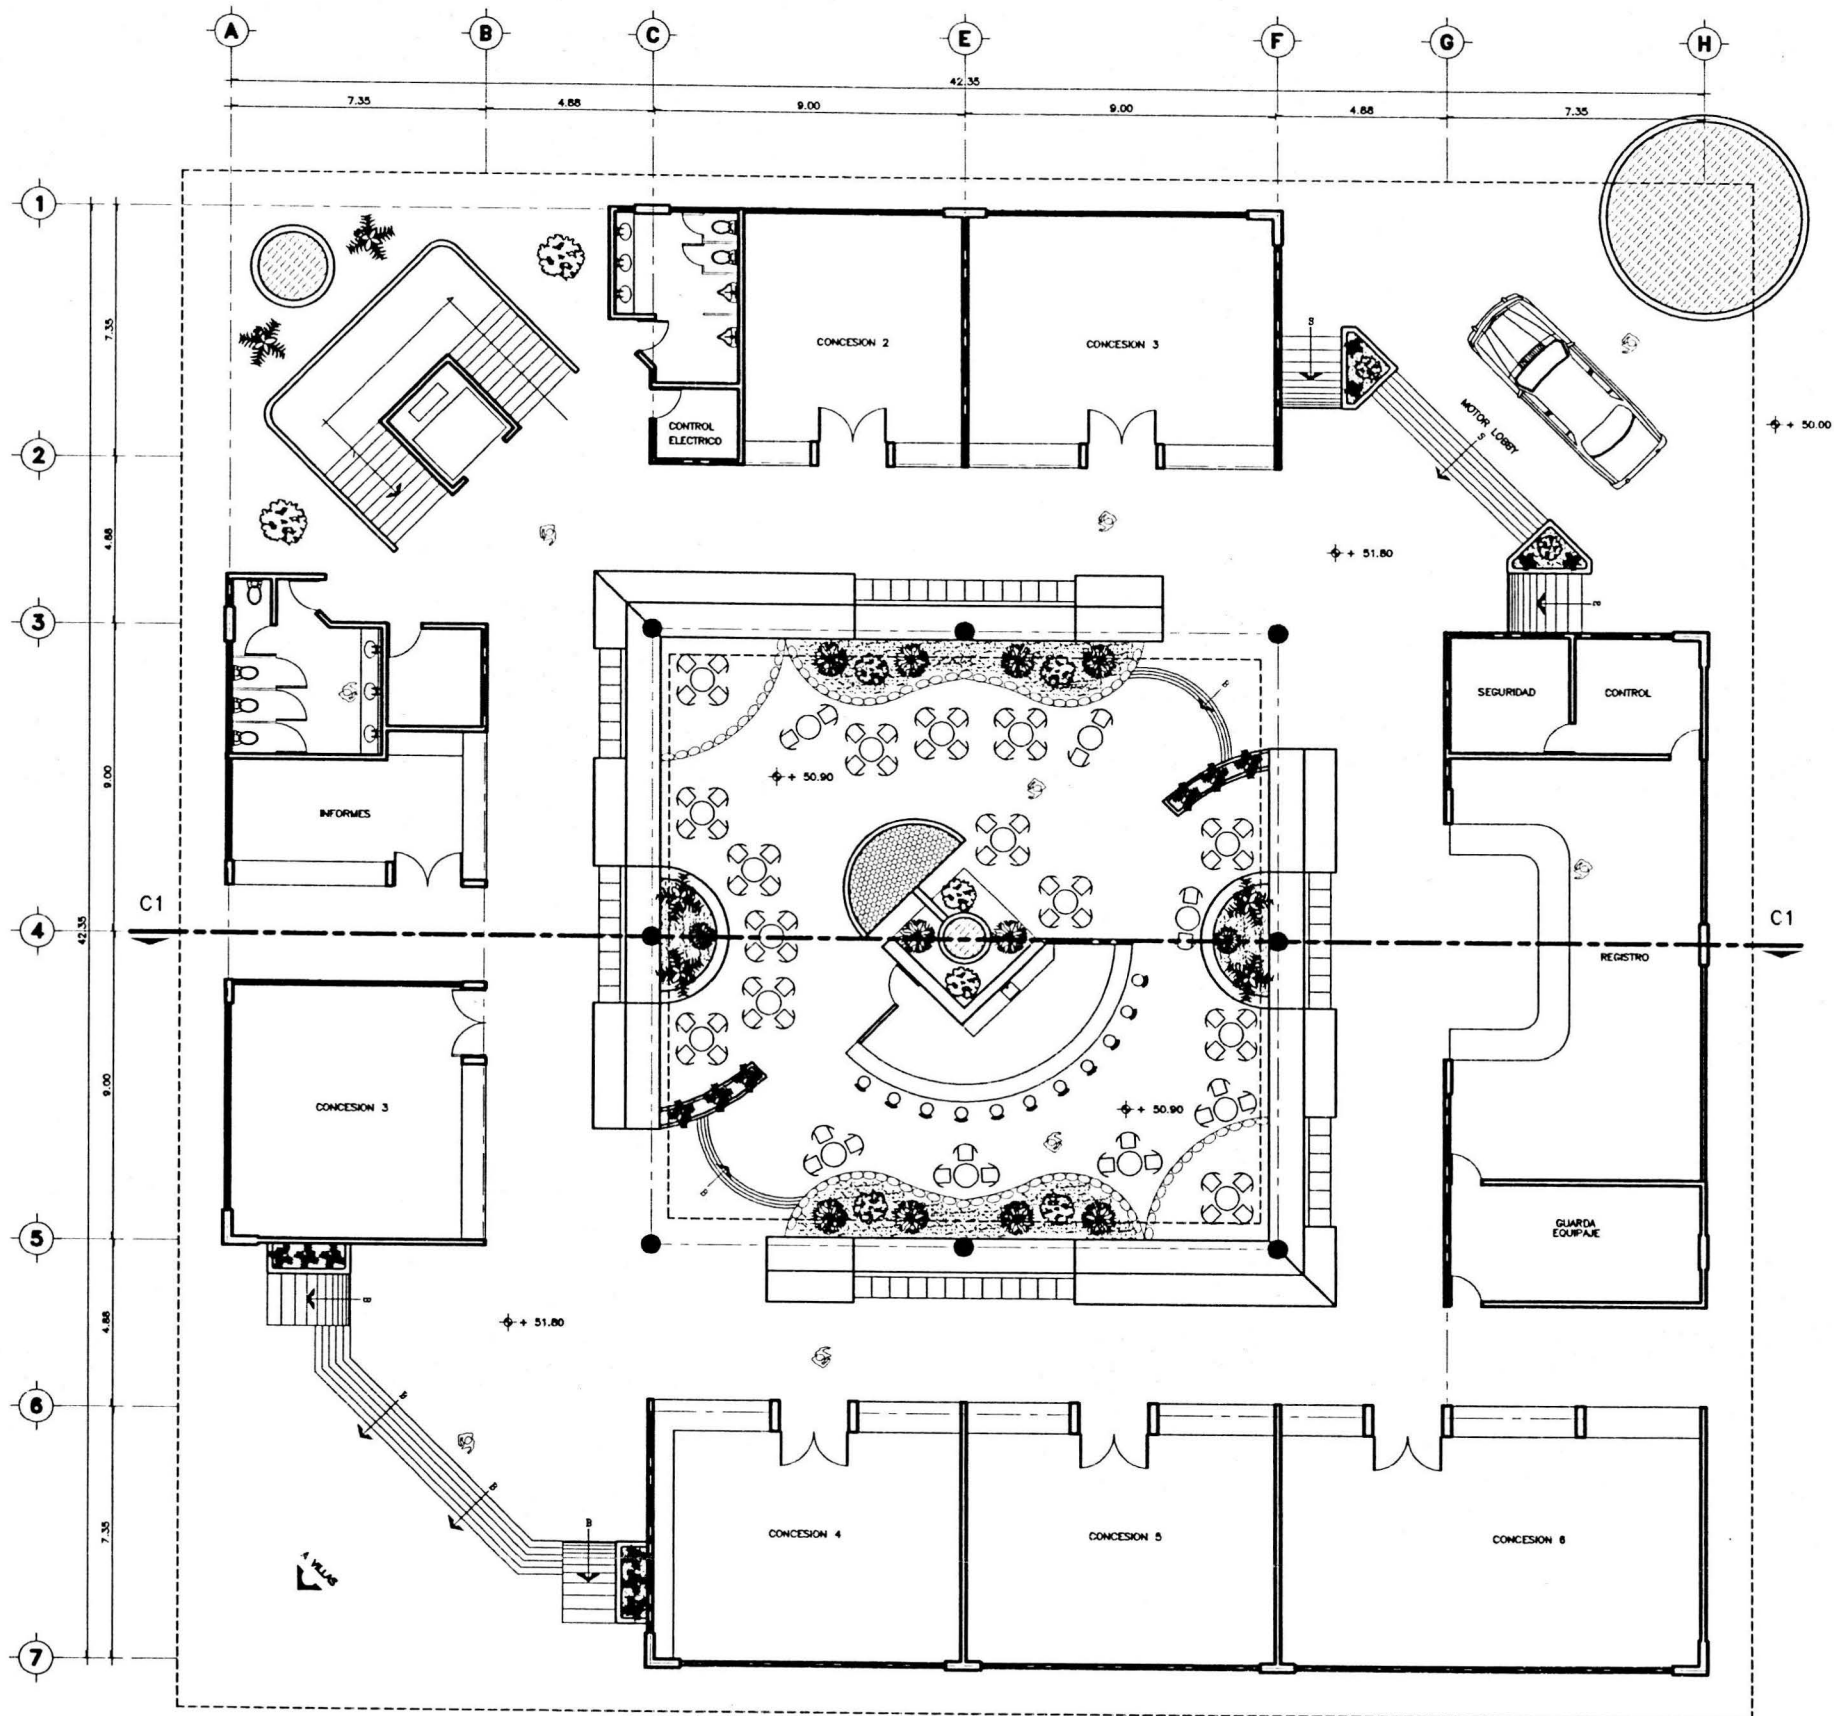 A B C E F G H
42.35
7.35 4.88 9.00 9.00 4.88 7.35
1
7.35
CONCESION 2
CONCESION 3
S
MOTOR LOBBY
S
+ 50.00
CONTROL
ELECTRICO
2
4.88
+ 51.80
3
SEGURIDAD
CONTROL
B
+ 50.90
9.00
INFORMES
C1
C1
4
42.35
REGISTRO
9.00
CONCESION 3
+ 50.90
B
5
GUARDA
EQUIPAJE
B
4.88
+ 51.80
6
B
B
B
7.35
CONCESION 4
CONCESION 5
CONCESION 6
A VILLAS
7